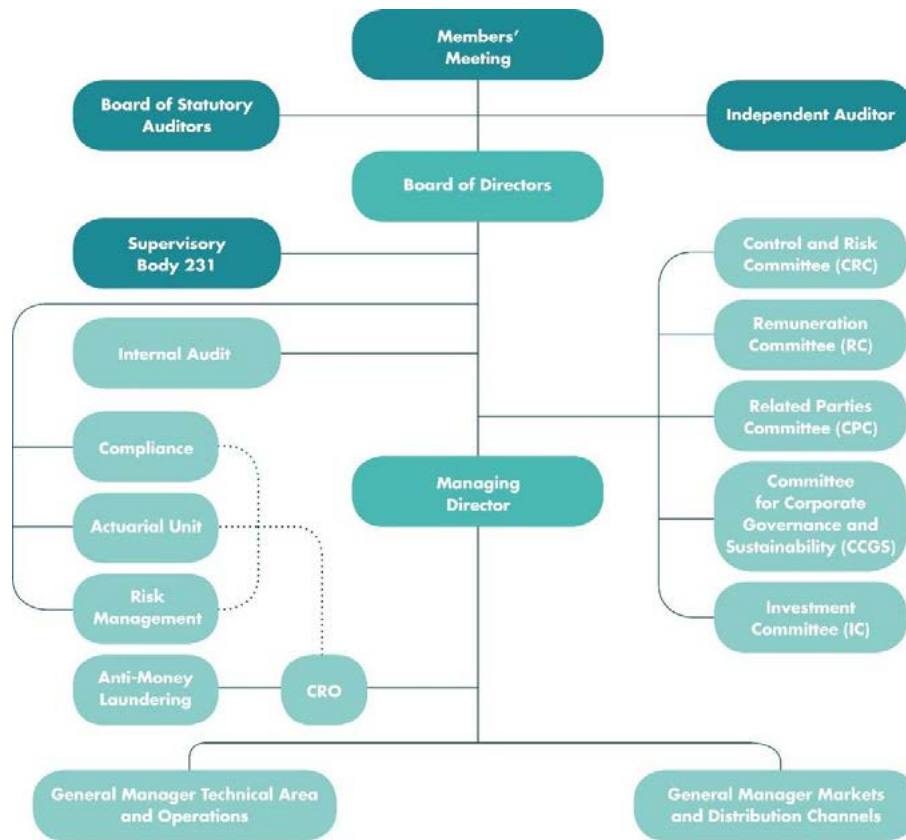 Members’
Meeting
Board of Statutory
Auditors
Independent Auditor
Board of Directors
Supervisory
Body 231
Control and Risk
Committee (CRC)
Internal Audit
Remuneration
Committee (RC)
Related Parties
Committee (CPC)
Compliance
Managing
Director
Committee
for Corporate
Governance and
Sustainability (CCGS)
Actuarial Unit
Risk
Management
Investment
Committee (IC)
Anti-Money
Laundering
CRO
General Manager Technical Area
and Operations
General Manager Markets
and Distribution Channels